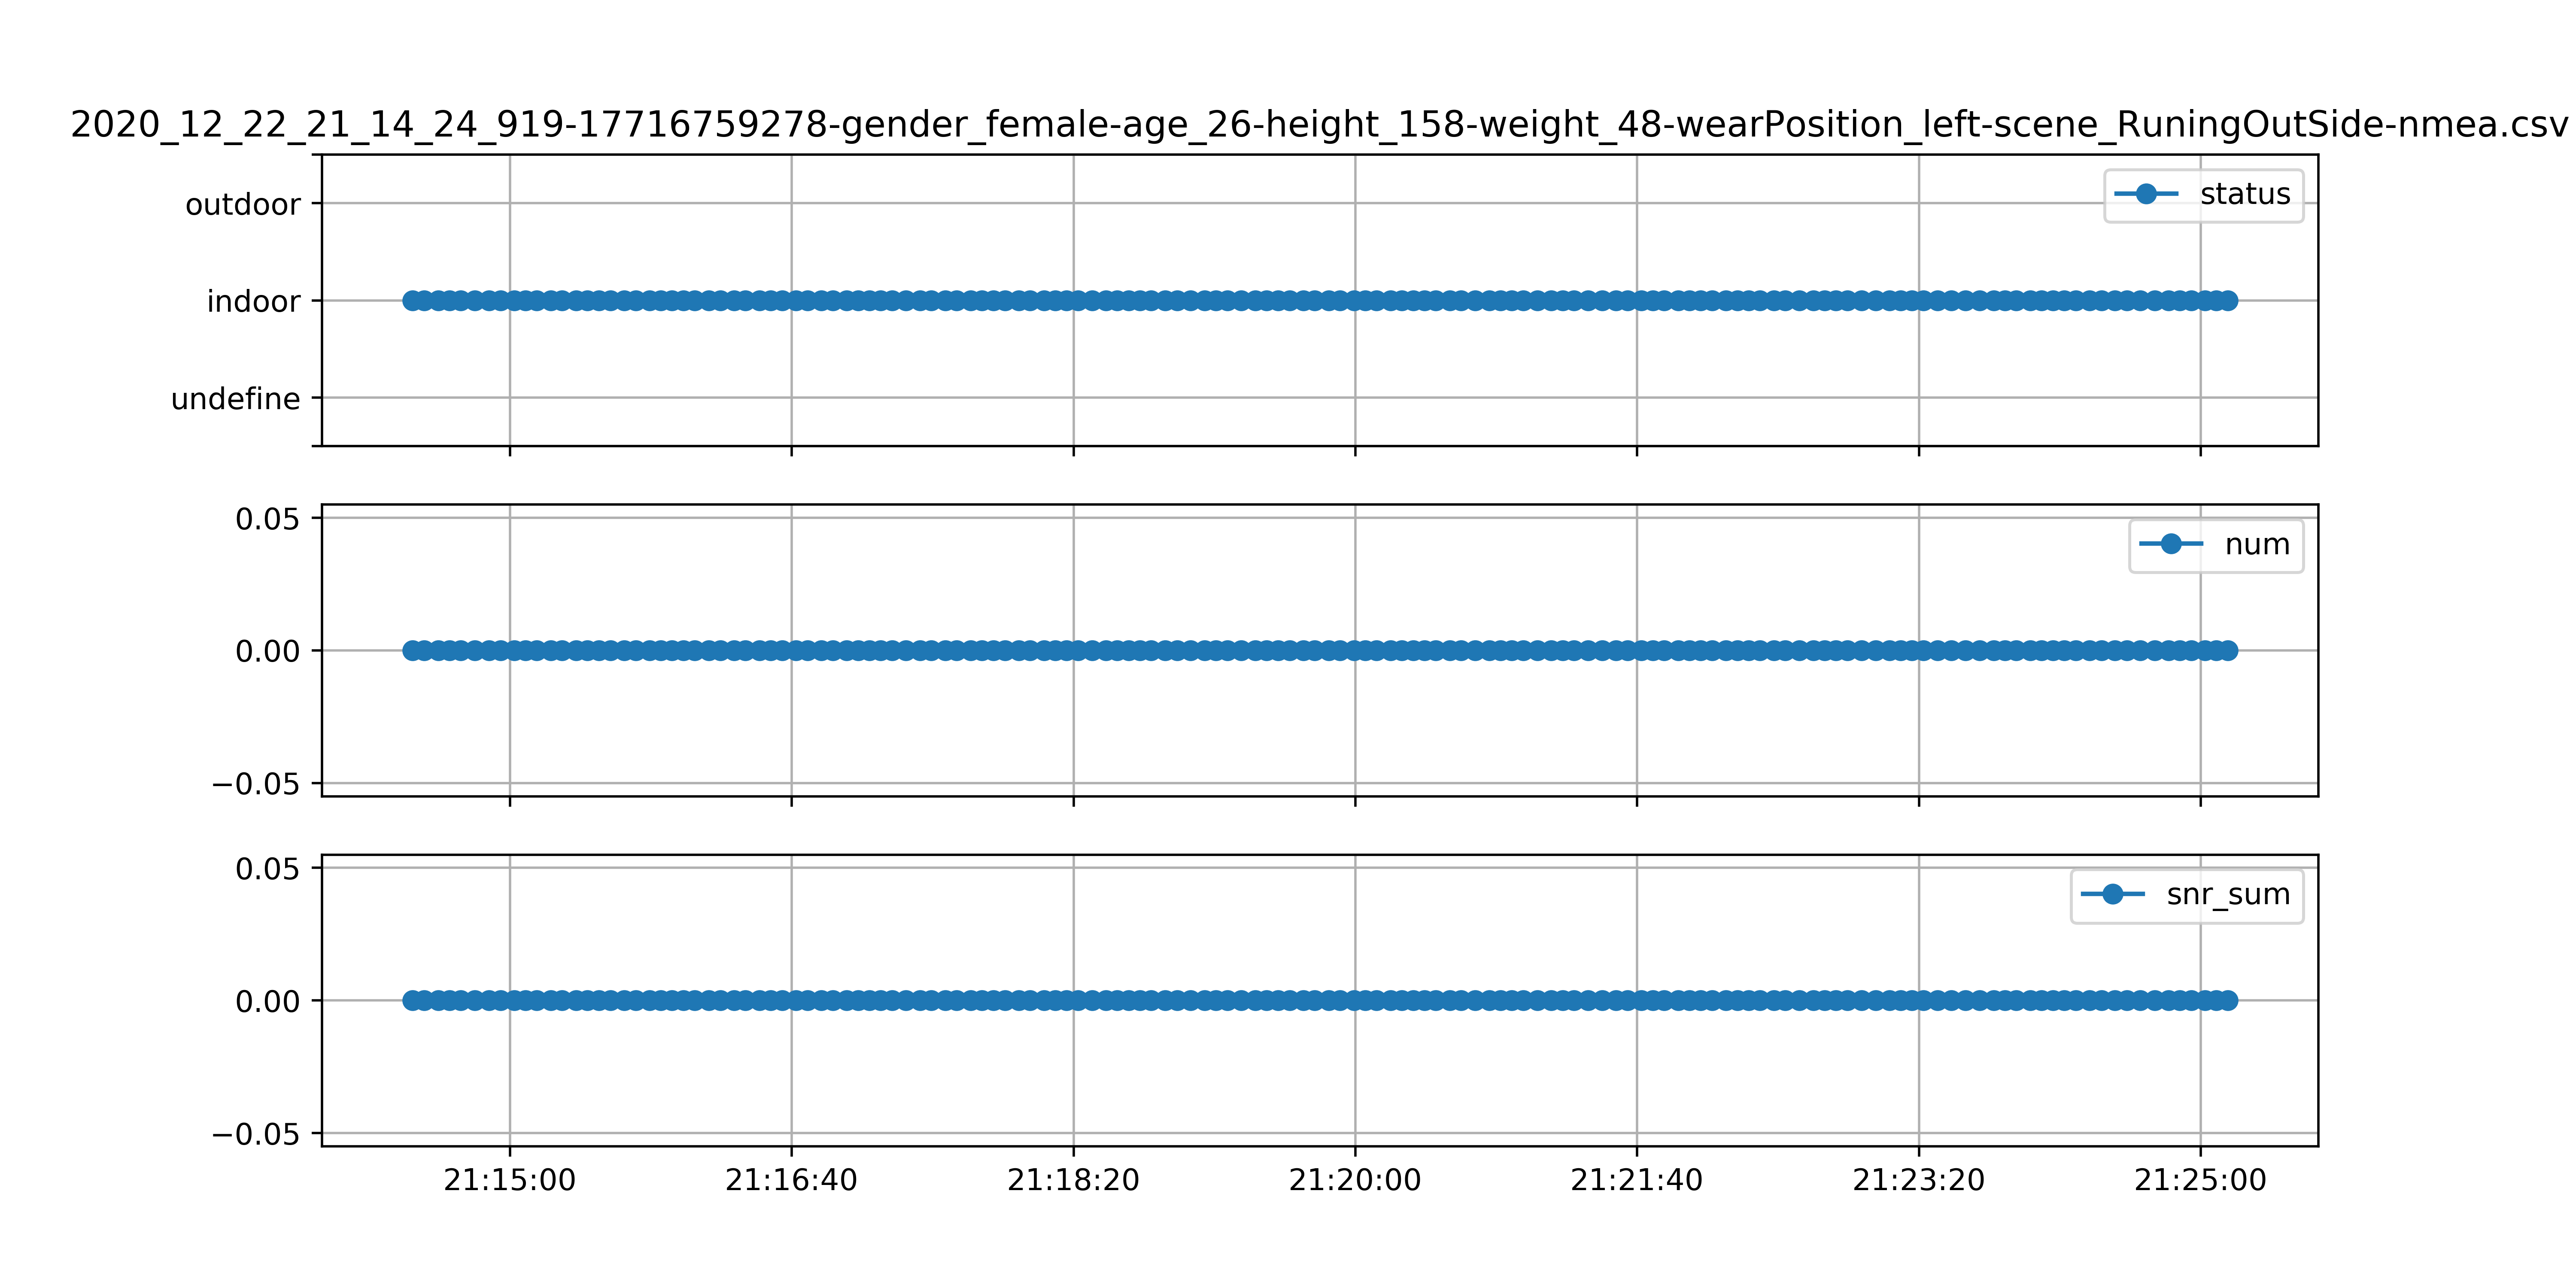 2020_12_22_21_14_24_919-17716759278-gender_female-age_26-height_158-weight_48-wearPosition_left-scene_RuningOutSide-nmea.csv
outdoor
indoor
undefine
status
0.05
0.00
−0.05
num
0.05
0.00
−0.05
snr_sum
21:15:00 21:16:40 21:18:20 21:20:00 21:21:40 21:23:20 21:25:00